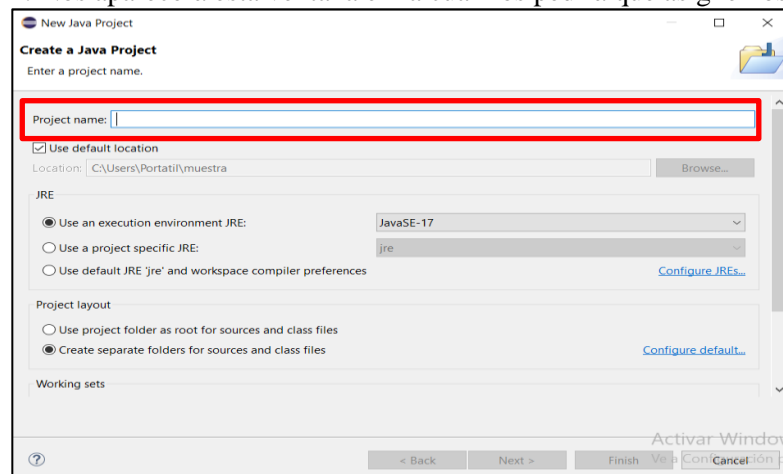 New Java Project
Create a Java Project
Enter a project name.
Project name:
Use default location
Location: C:\Users\Portatil\muestra Browse...
JRE
Use an execution environment JRE: JavaSE-17
Use a project specific JRE: jre
Use default JRE 'jre' and workspace compiler preferences Configure JREs...
Project layout
Use project folder as root for sources and class files
Create separate folders for sources and class files Configure default...
Working sets
Activar Window
< Back Next > Finish Cancel
Ve a